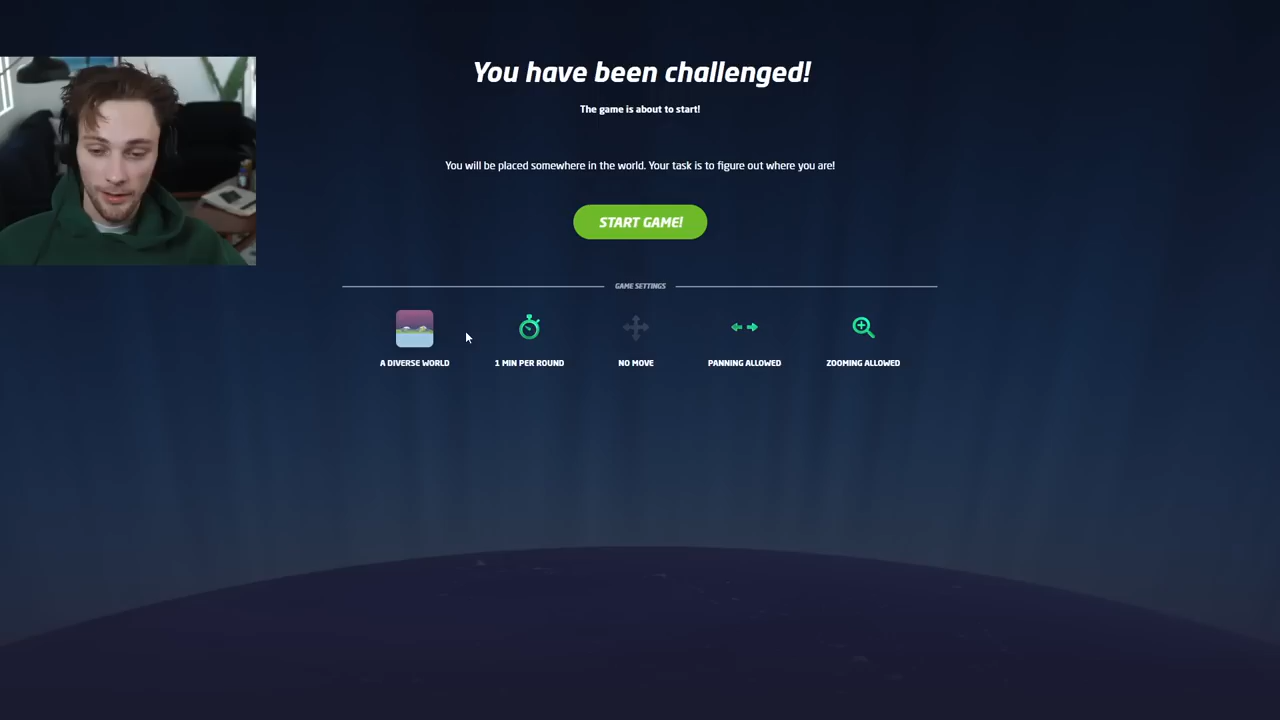 You have been challenged!
The game is about to start!
You will be placed somewhere in the world. Your task is to figure out where you are!
START GAME!
GAME SETTINGS
A DIVERSE WORLD
1 MIN PER ROUND
NO MOVE
PANNING ALLOWED
ZOOMING ALLOWED